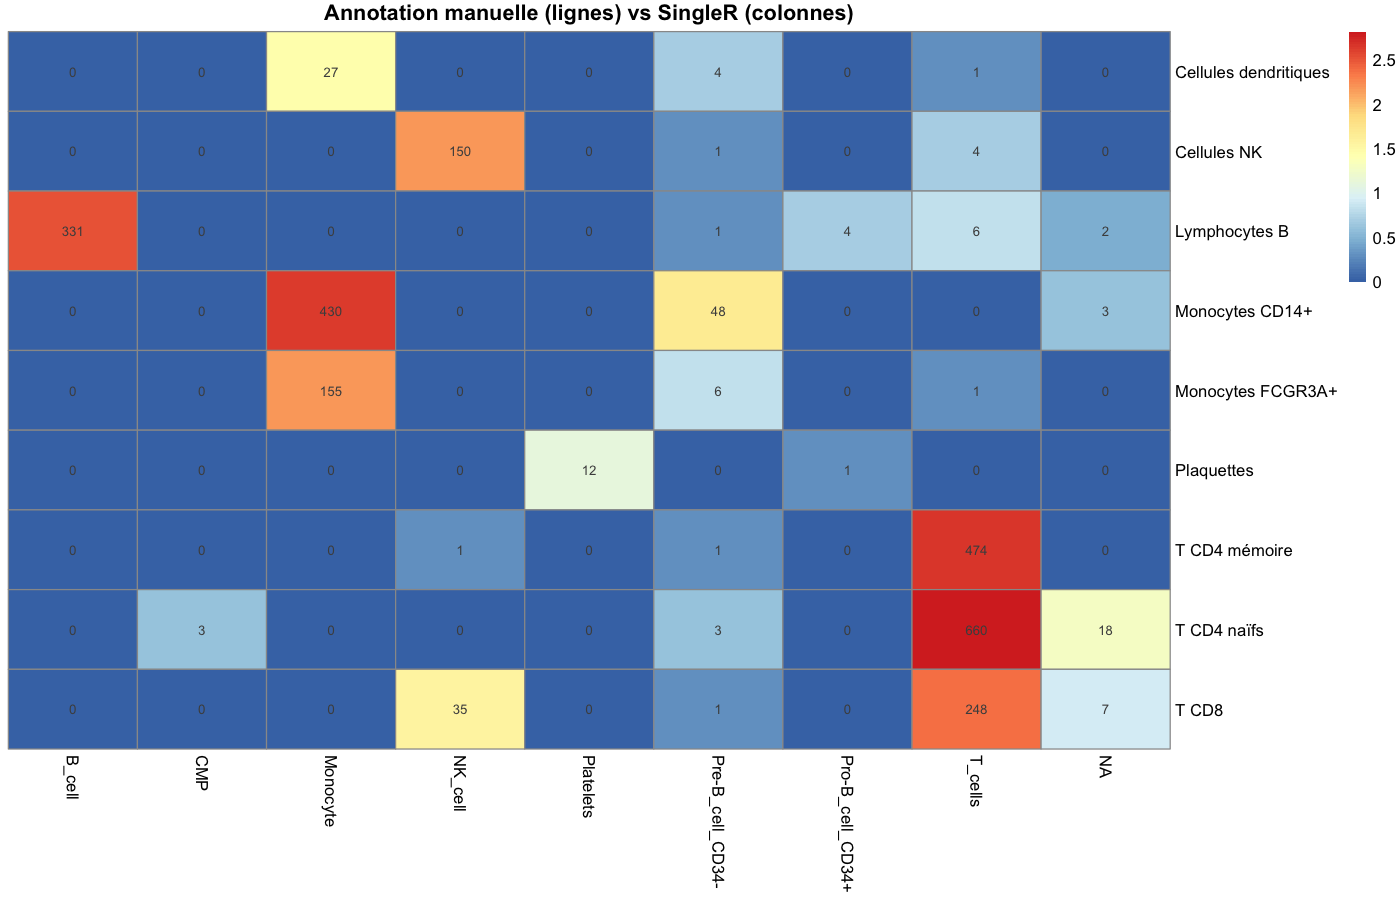 Annotation manuelle (lignes) vs SingleR (colonnes)
0 0 27 0 0 4 0 1 0 Cellules dendritiques
0 0 0 150 0 1 0 4 0 Cellules NK
331 0 0 0 0 1 4 6 2 Lymphocytes B
0 0 430 0 0 48 0 0 3 Monocytes CD14+
0 0 155 0 0 6 0 1 0 Monocytes FCGR3A+
0 0 0 0 12 0 1 0 0 Plaquettes
0 0 0 1 0 1 0 474 0 T CD4 mémoire
0 3 0 0 0 3 0 660 18 T CD4 naïfs
0 0 0 35 0 1 0 248 7 T CD8
B_cell
CMP
Monocyte
NK_cell
Platelets
Pre-B_cell_CD34-
Pro-B_cell_CD34+
T_cells
NA
2.5
2
1.5
1
0.5
0